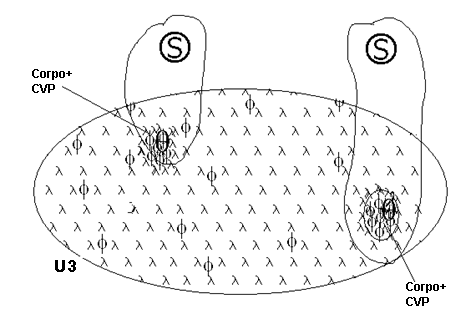 S S
Corpo+
CVP
θ
θ
U3
Corpo+
CVP